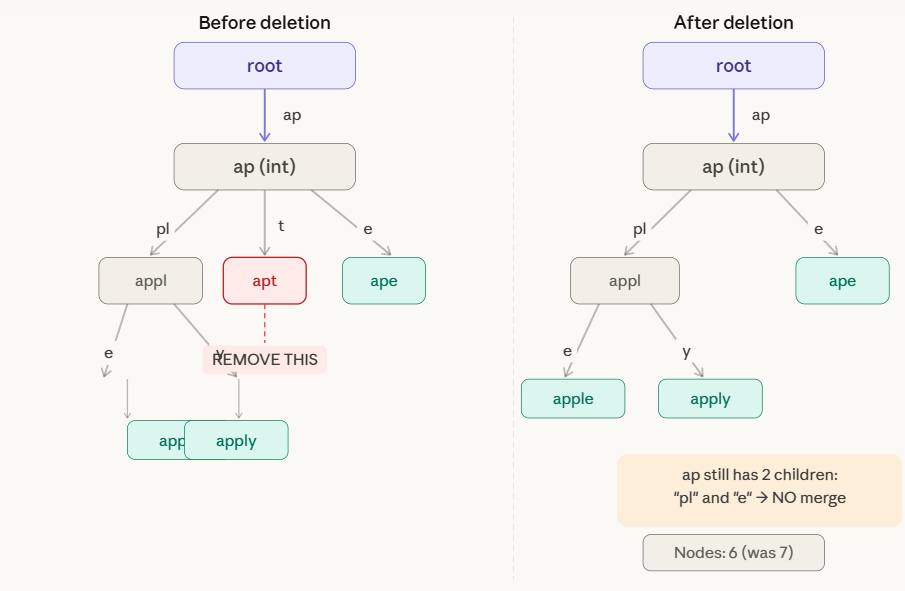 Before deletion
root
ap
ap (int)
pl
t
e
appl
apt
ape
e
y
REMOVE THIS
app
apply
After deletion
root
ap
ap (int)
pl
e
appl
ape
e
y
apple
apply
ap still has 2 children:
"pl" and "e" → NO merge
Nodes: 6 (was 7)